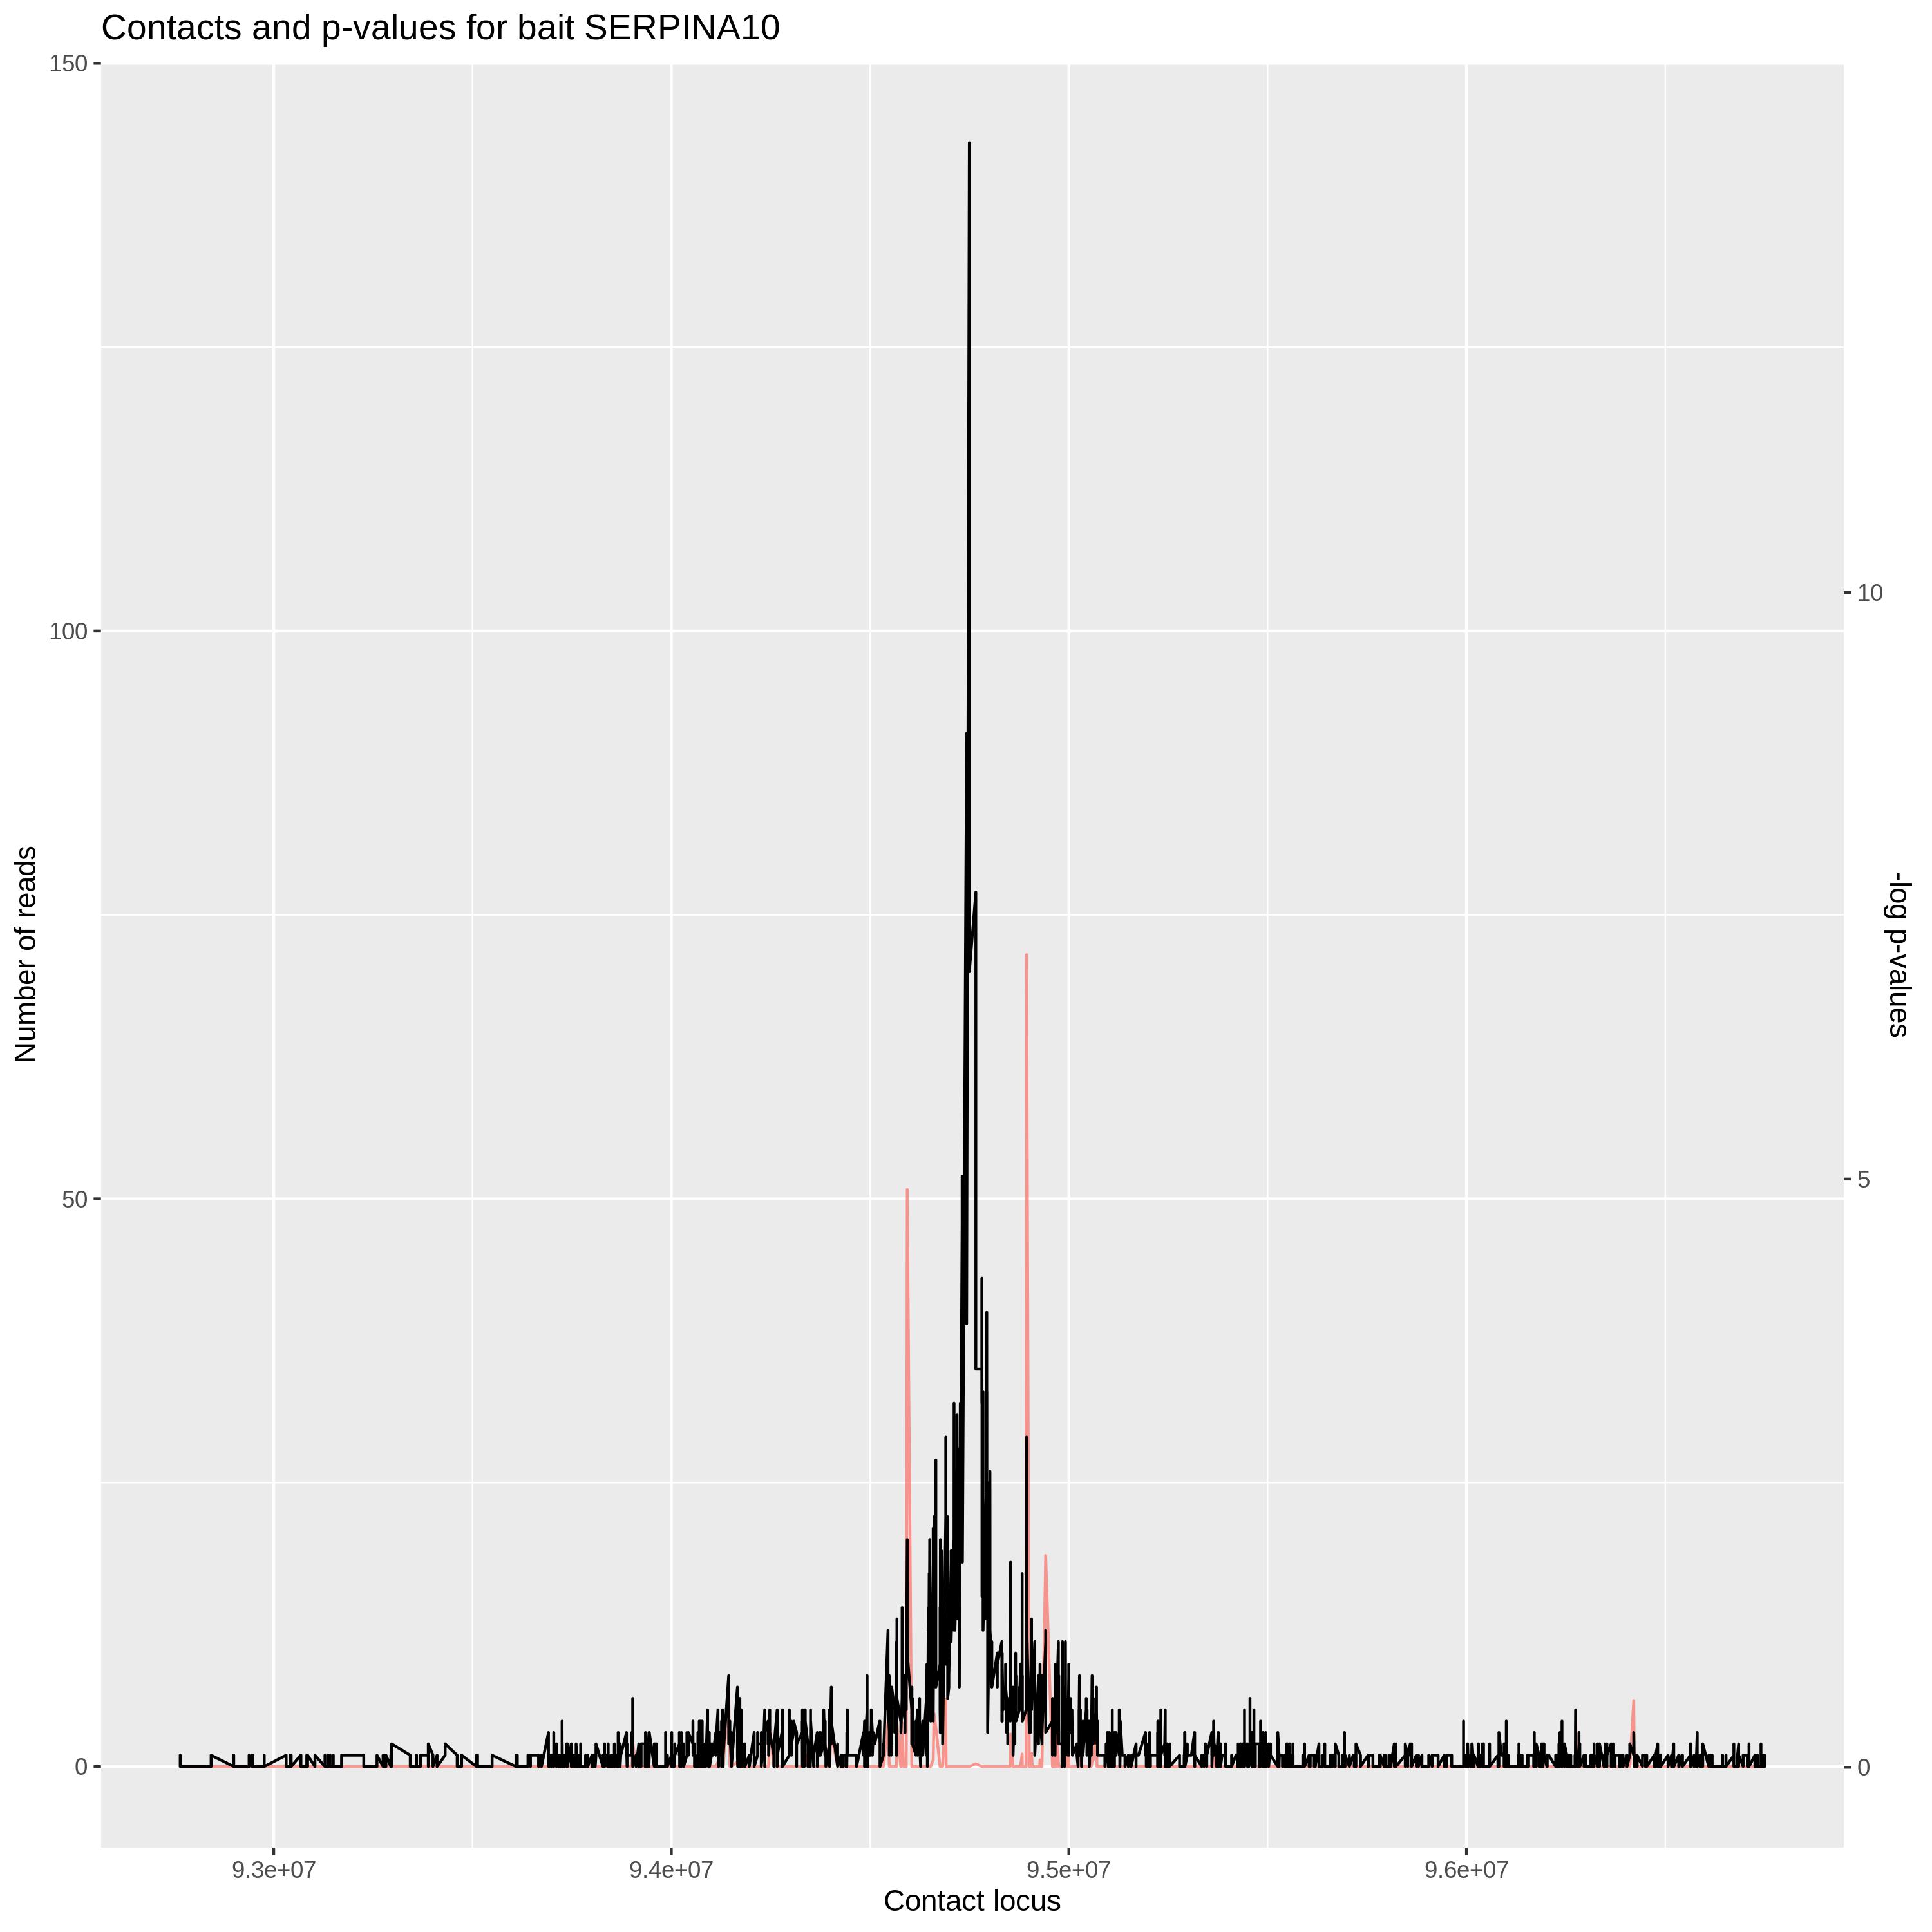 Contacts and p-values for bait SERPINA10
150
100
50
0
Number of reads
10
5
0
-log p-values
9.3e+07
9.4e+07
9.5e+07
9.6e+07
Contact locus